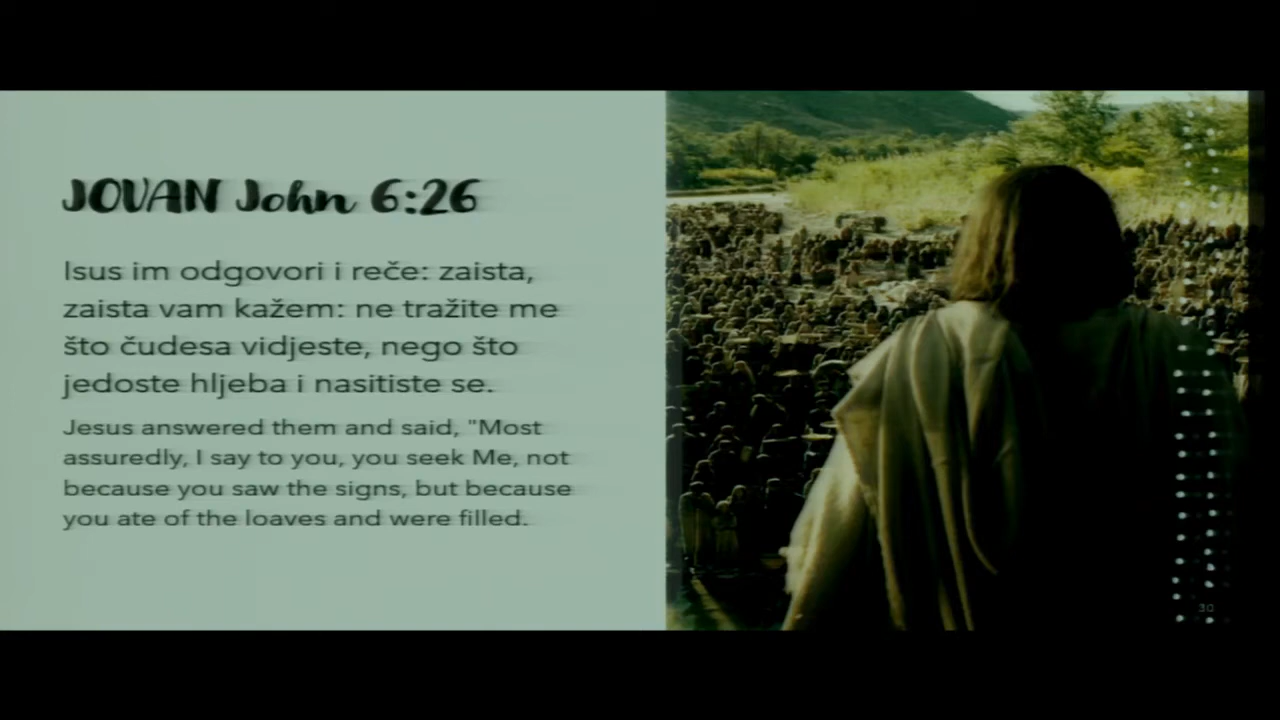 JOVAN John 6:26
Isus im odgovori i reče: zaista,
zaista vam kažem: ne tražite me
što čudesa vidjeste, nego što
jedoste hljeba i nasitiste se.
Jesus answered them and said, "Most
assuredly, I say to you, you seek Me, not
because you saw the signs, but because
you ate of the loaves and were filled.
30